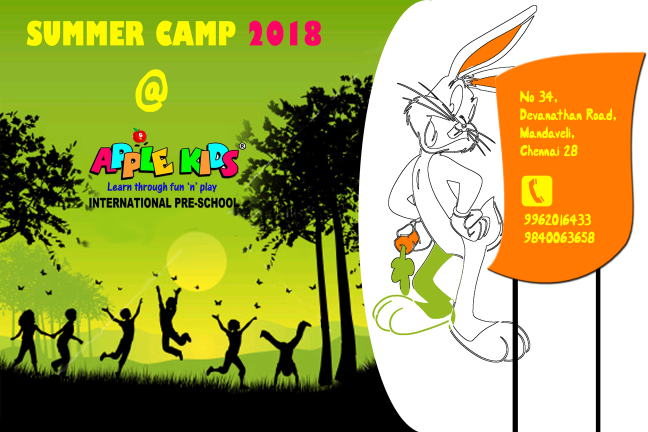 SUMMER CAMP 2018
@
APPLE KIDS®
Learn through fun 'n' play
INTERNATIONAL PRE-SCHOOL
No 34,
Devanathan Road,
Mandaveli,
Chennai 28
9962016433
9840063658